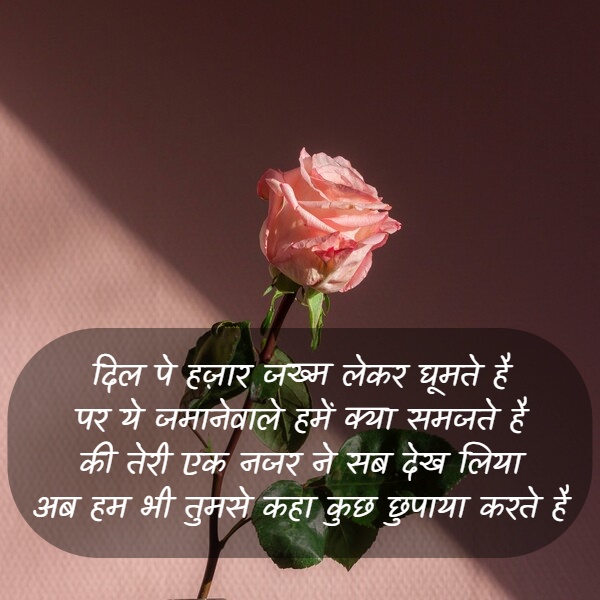 दिल पे हज़ार जख्म लेकर घूमते है
पर ये जमानेवाले हमें क्या समजते है
की तेरी एक नजर ने सब देख लिया
अब हम भी तुमसे कहा कुछ छुपाया करते है